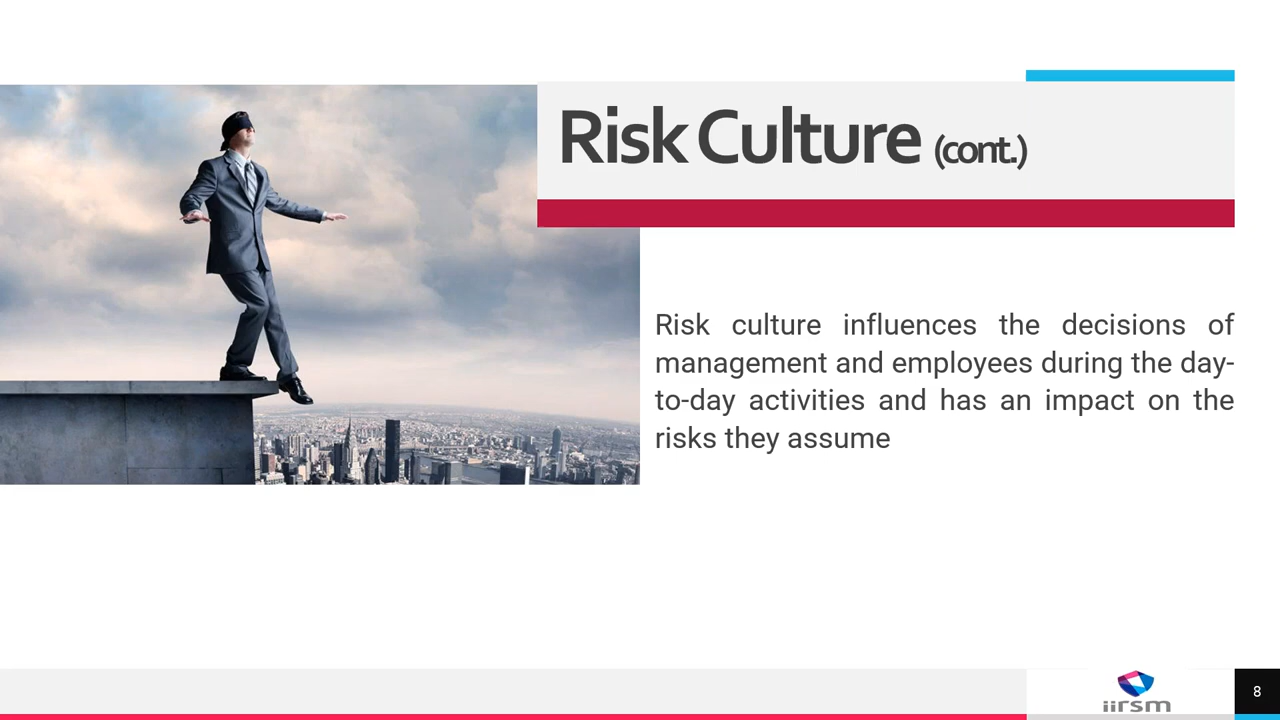 Risk Culture (cont.)
Risk culture influences the decisions of
management and employees during the day-
to-day activities and has an impact on the
risks they assume
iirsm
8